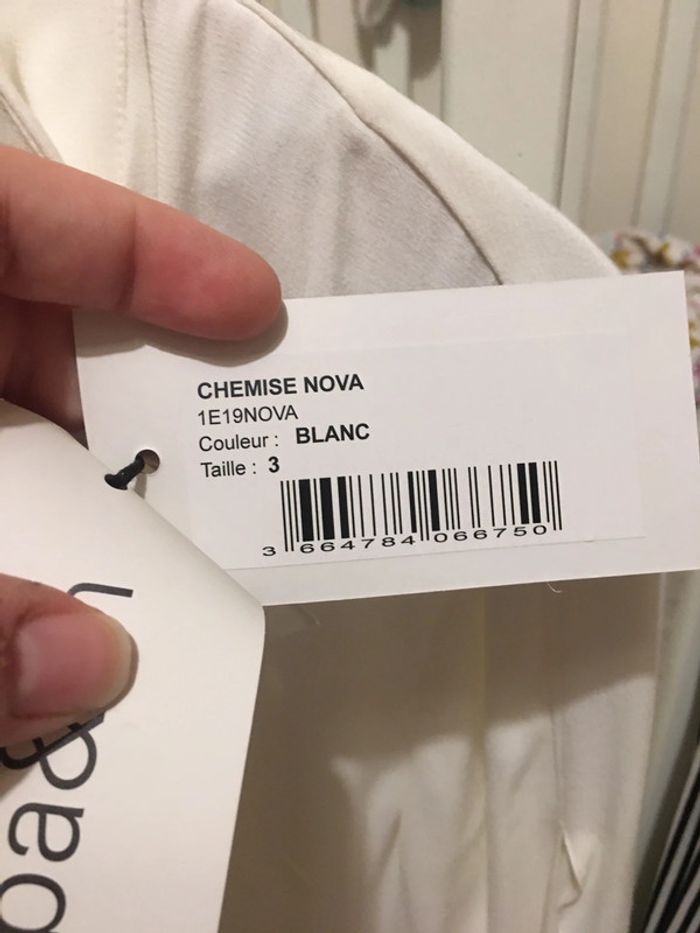 CHEMISE NOVA
1E19NOVA
Couleur : BLANC
Taille : 3
3 664784 066750